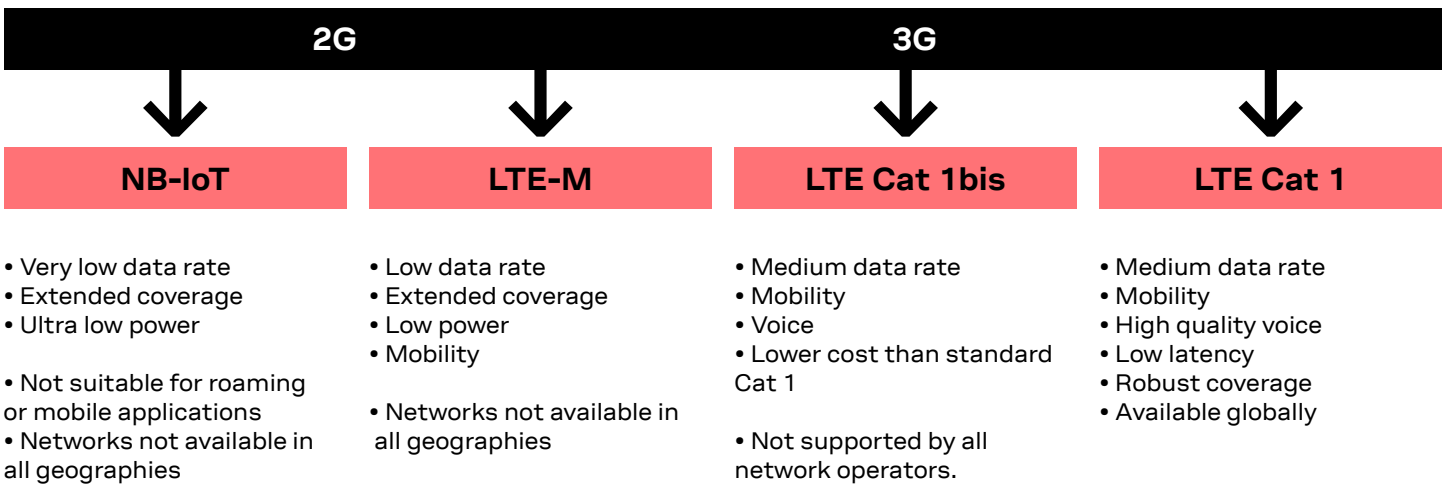 2G
3G
NB-IoT
LTE-M
LTE Cat 1bis
LTE Cat 1
• Very low data rate
• Extended coverage
• Ultra low power
• Not suitable for roaming
or mobile applications
• Networks not available in
all geographies
• Low data rate
• Extended coverage
• Low power
• Mobility
• Networks not available in
all geographies
• Medium data rate
• Mobility
• Voice
• Lower cost than standard
Cat 1
• Not supported by all
network operators.
• Medium data rate
• Mobility
• High quality voice
• Low latency
• Robust coverage
• Available globally